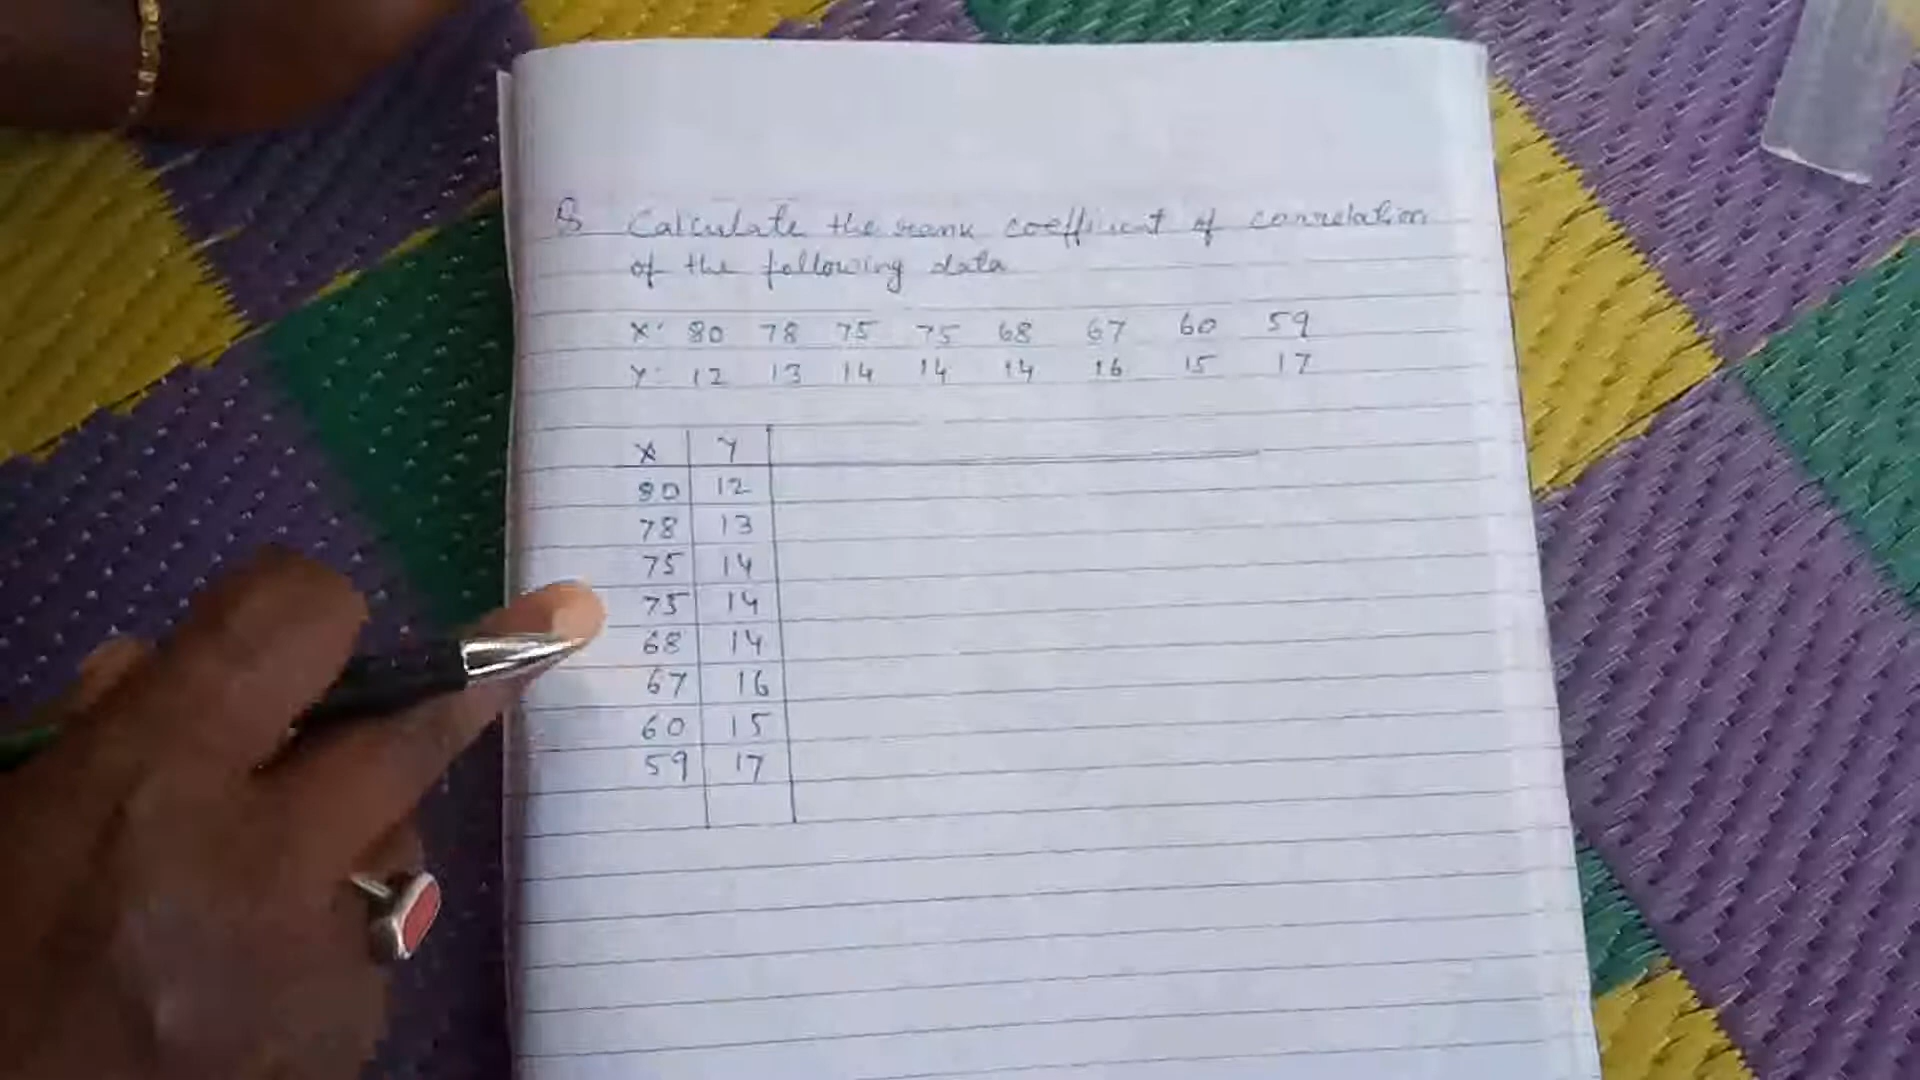 Q Calculate the rank coefficient of correlation
of the following data
X: 80 78 75 75 68 67 60 59
Y: 12 13 14 14 14 16 15 17
X Y
80 12
78 13
75 14
75 14
68 14
67 16
60 15
59 17